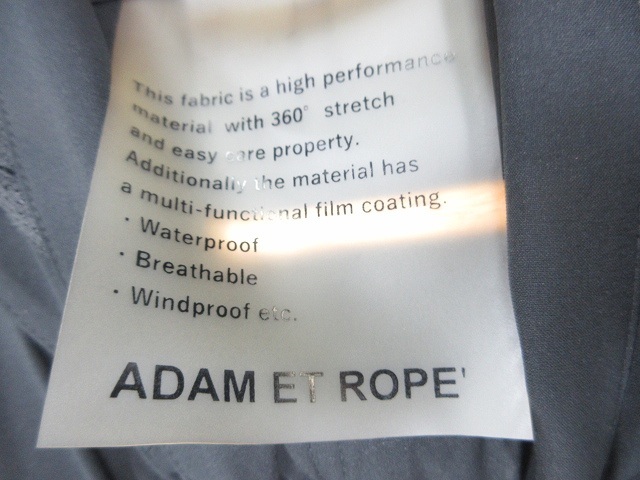 This fabric is a high performance
material with 360° stretch
and easy care property.
Additionally the material has
a multi-functional film coating.
· Waterproof
· Breathable
· Windproof etc.
ADAM ET ROPE'